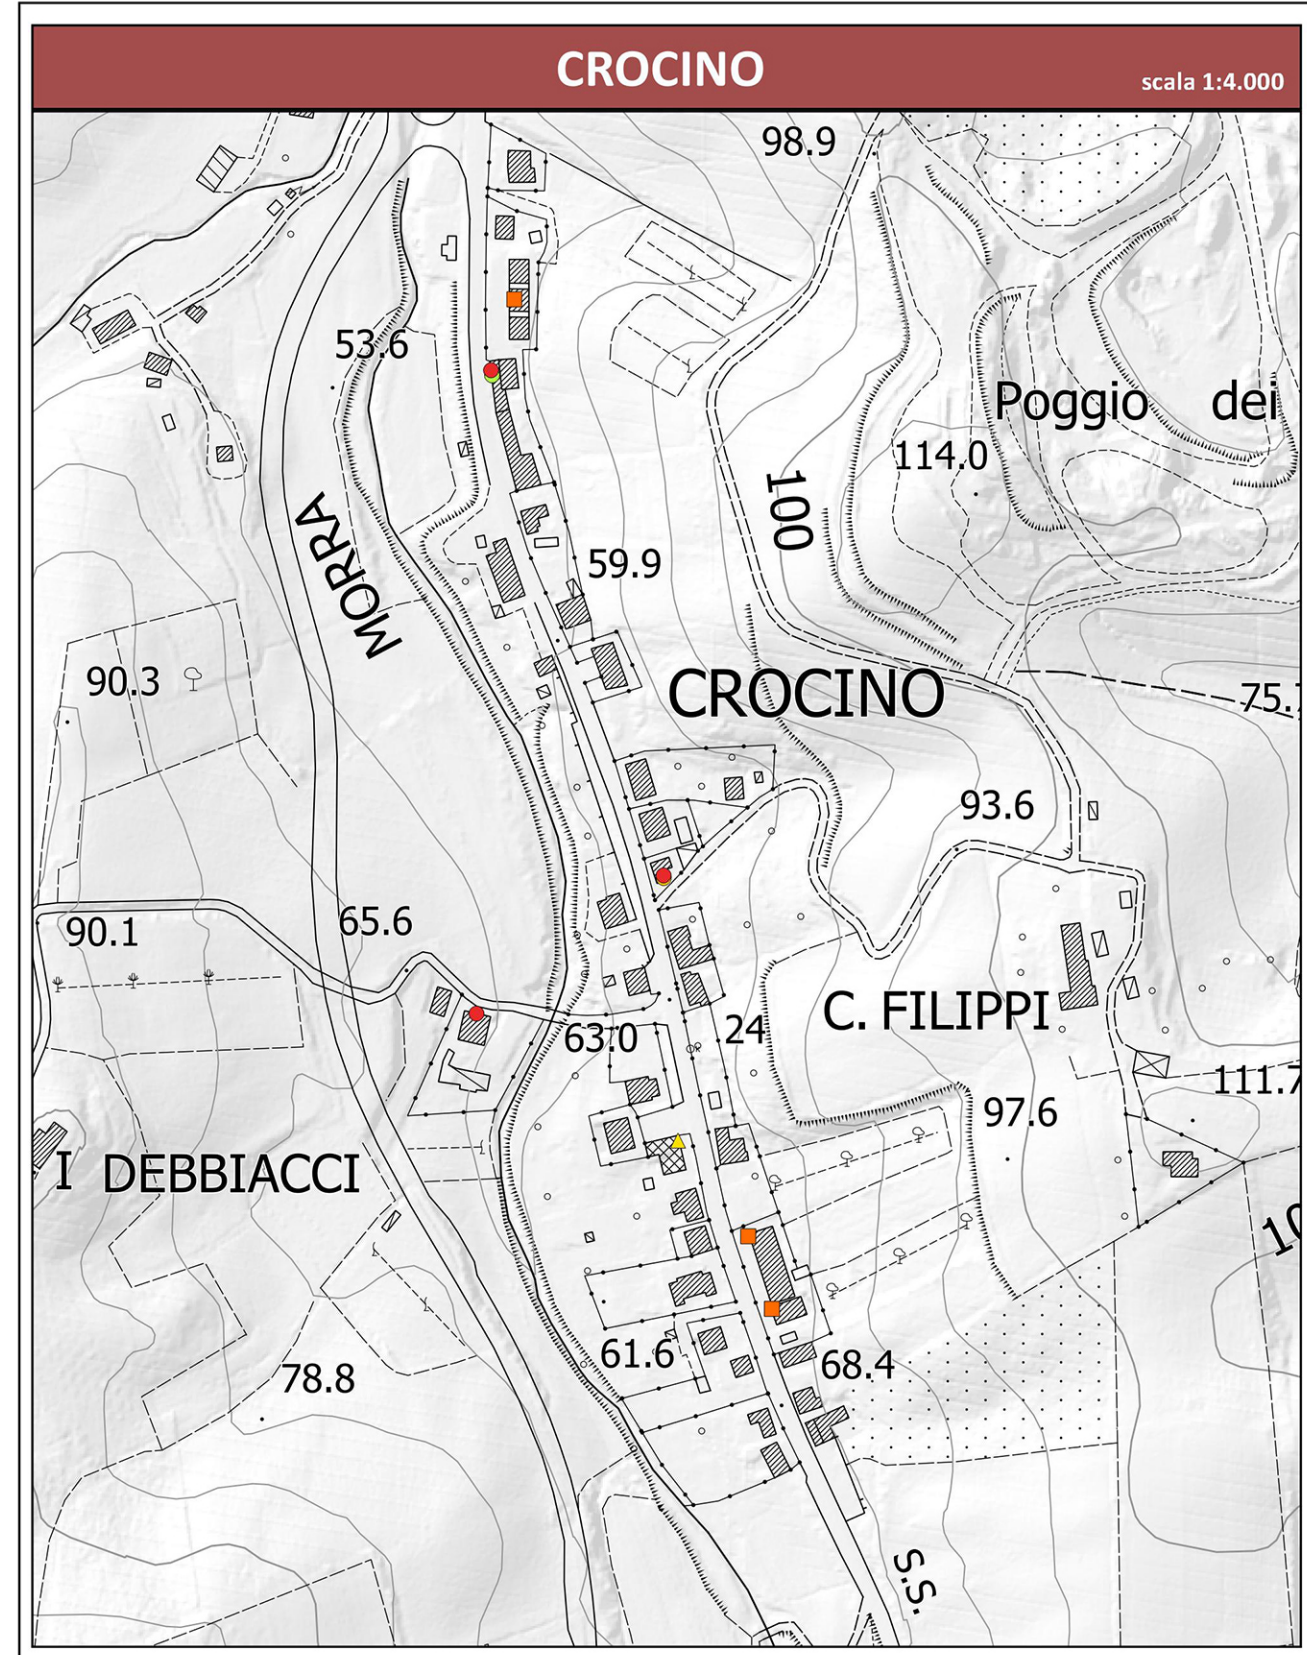 CROCINO
scala 1:4.000
98.9
53.6
Poggio dei
114.0
100
MORRA
59.9
90.3
CROCINO
75.
93.6
65.6
90.1
C. FILIPPI
24
63.0
111.7
97.6
I DEBBIACCI
10
61.6
68.4
78.8
S.S.